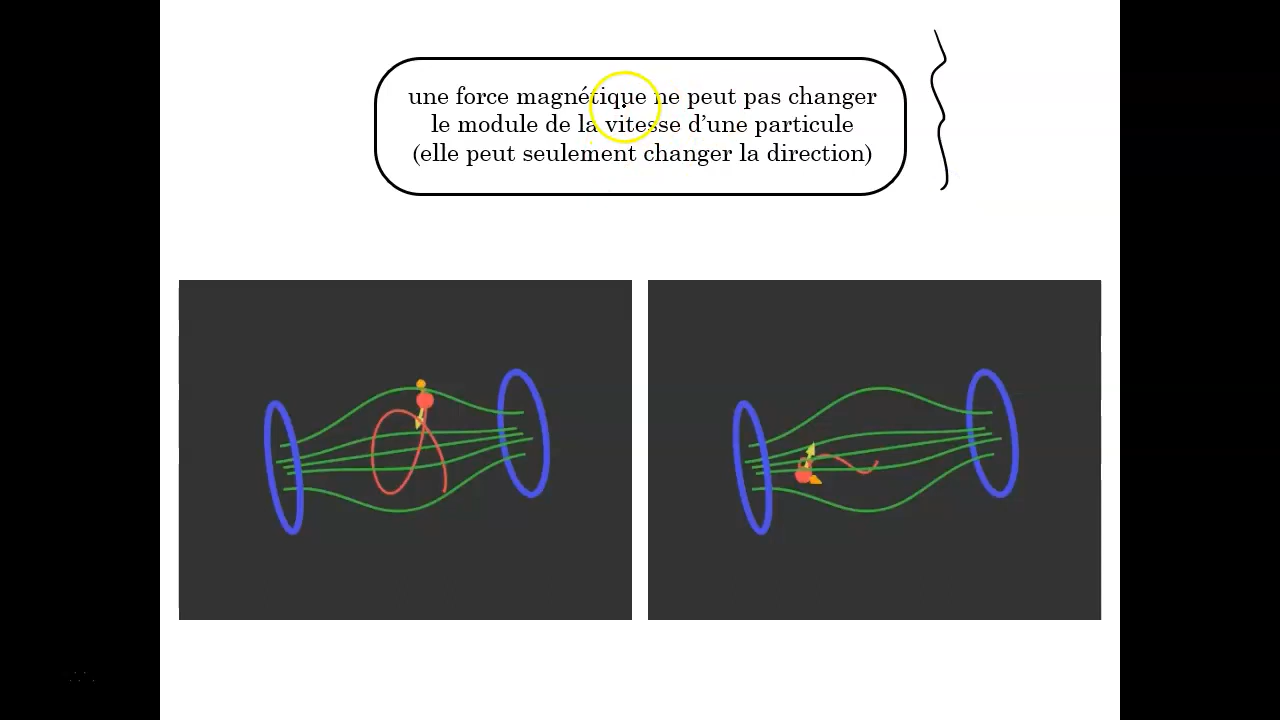 une force magnétique ne peut pas changer
le module de la vitesse d'une particule
(elle peut seulement changer la direction)